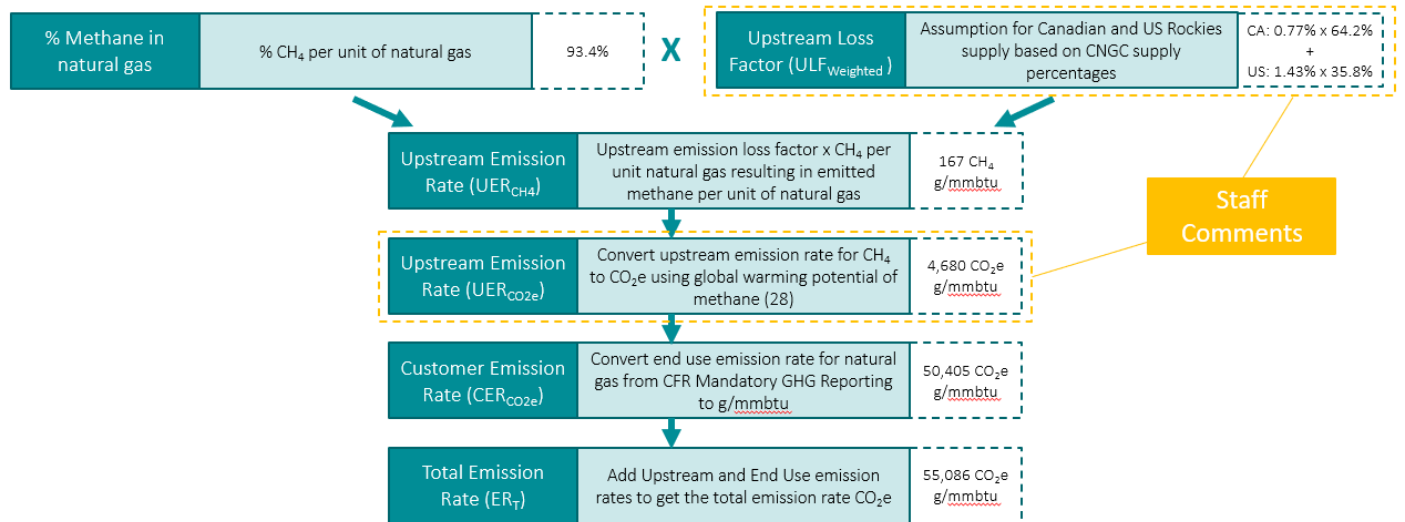 % Methane in
natural gas
% CH₄ per unit of natural gas
93.4%
X
Upstream Loss
Factor (ULF_Weighted )
Assumption for Canadian and US Rockies
supply based on CNGC supply
percentages
CA: 0.77% x 64.2%
+
US: 1.43% x 35.8%
Upstream Emission
Rate (UER_CH4)
Upstream emission loss factor x CH₄ per
unit natural gas resulting in emitted
methane per unit of natural gas
167 CH₄
g/mmbtu
Staff
Comments
Upstream Emission
Rate (UER_CO2e)
Convert upstream emission rate for CH₄
to CO₂e using global warming potential of
methane (28)
4,680 CO₂e
g/mmbtu
Customer Emission
Rate (CER_CO2e)
Convert end use emission rate for natural
gas from CFR Mandatory GHG Reporting
to g/mmbtu
50,405 CO₂e
g/mmbtu
Total Emission
Rate (ER_T)
Add Upstream and End Use emission
rates to get the total emission rate CO₂e
55,086 CO₂e
g/mmbtu